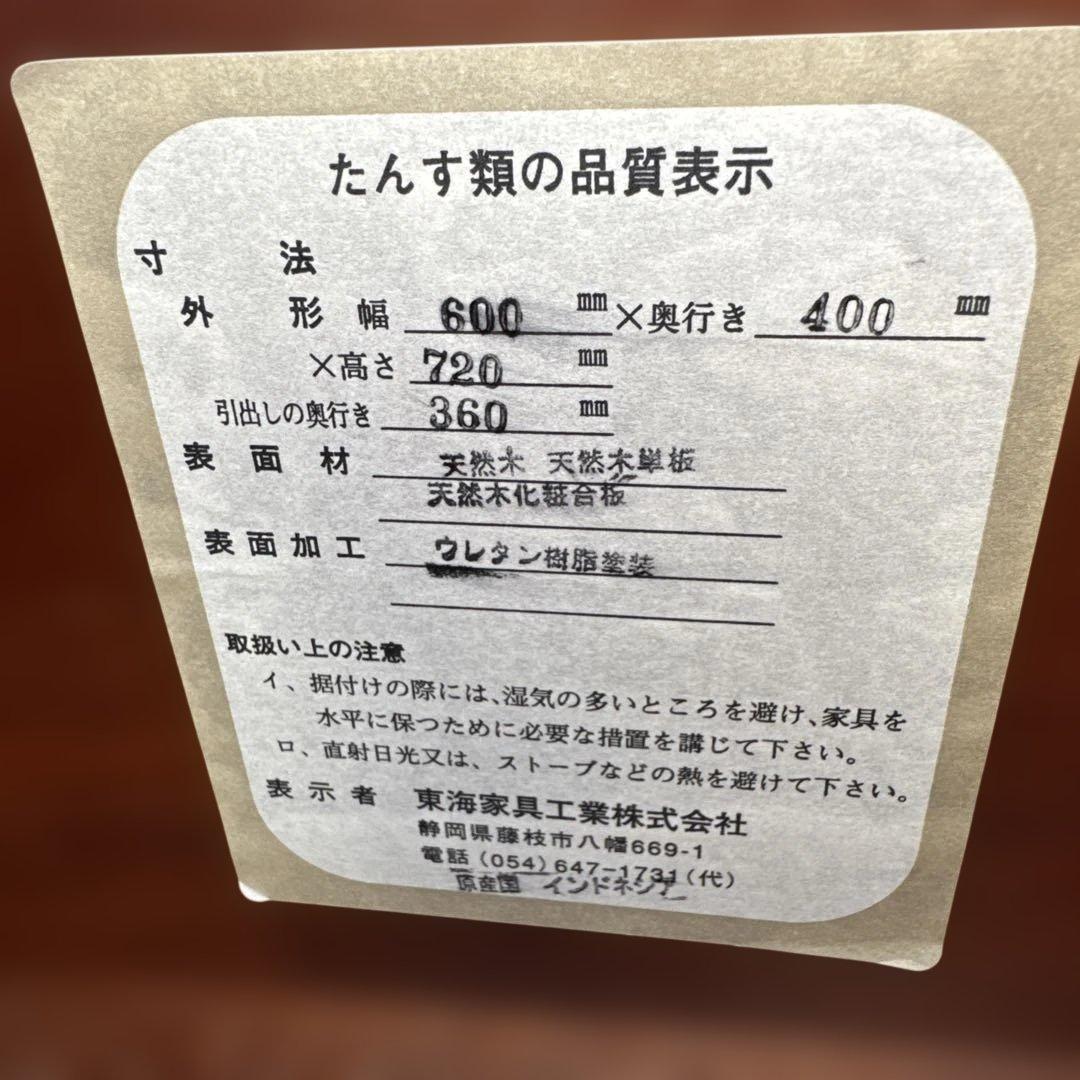 たんす類の品質表示
寸法
外形 幅 600 mm ×奥行き 400 mm
×高さ 720 mm
引出しの奥行き 360 mm
表面材 天然木 天然木単板
天然木化粧合板
表面加工 ウレタン樹脂塗装
取扱い上の注意
イ、据付けの際には、湿気の多いところを避け、家具を
水平に保つために必要な措置を講じて下さい。
ロ、直射日光又は、ストーブなどの熱を避けて下さい。
表示者 東海家具工業株式会社
静岡県藤枝市八幡669-1
電話(054)647-1731(代)
原産国 インドネシア